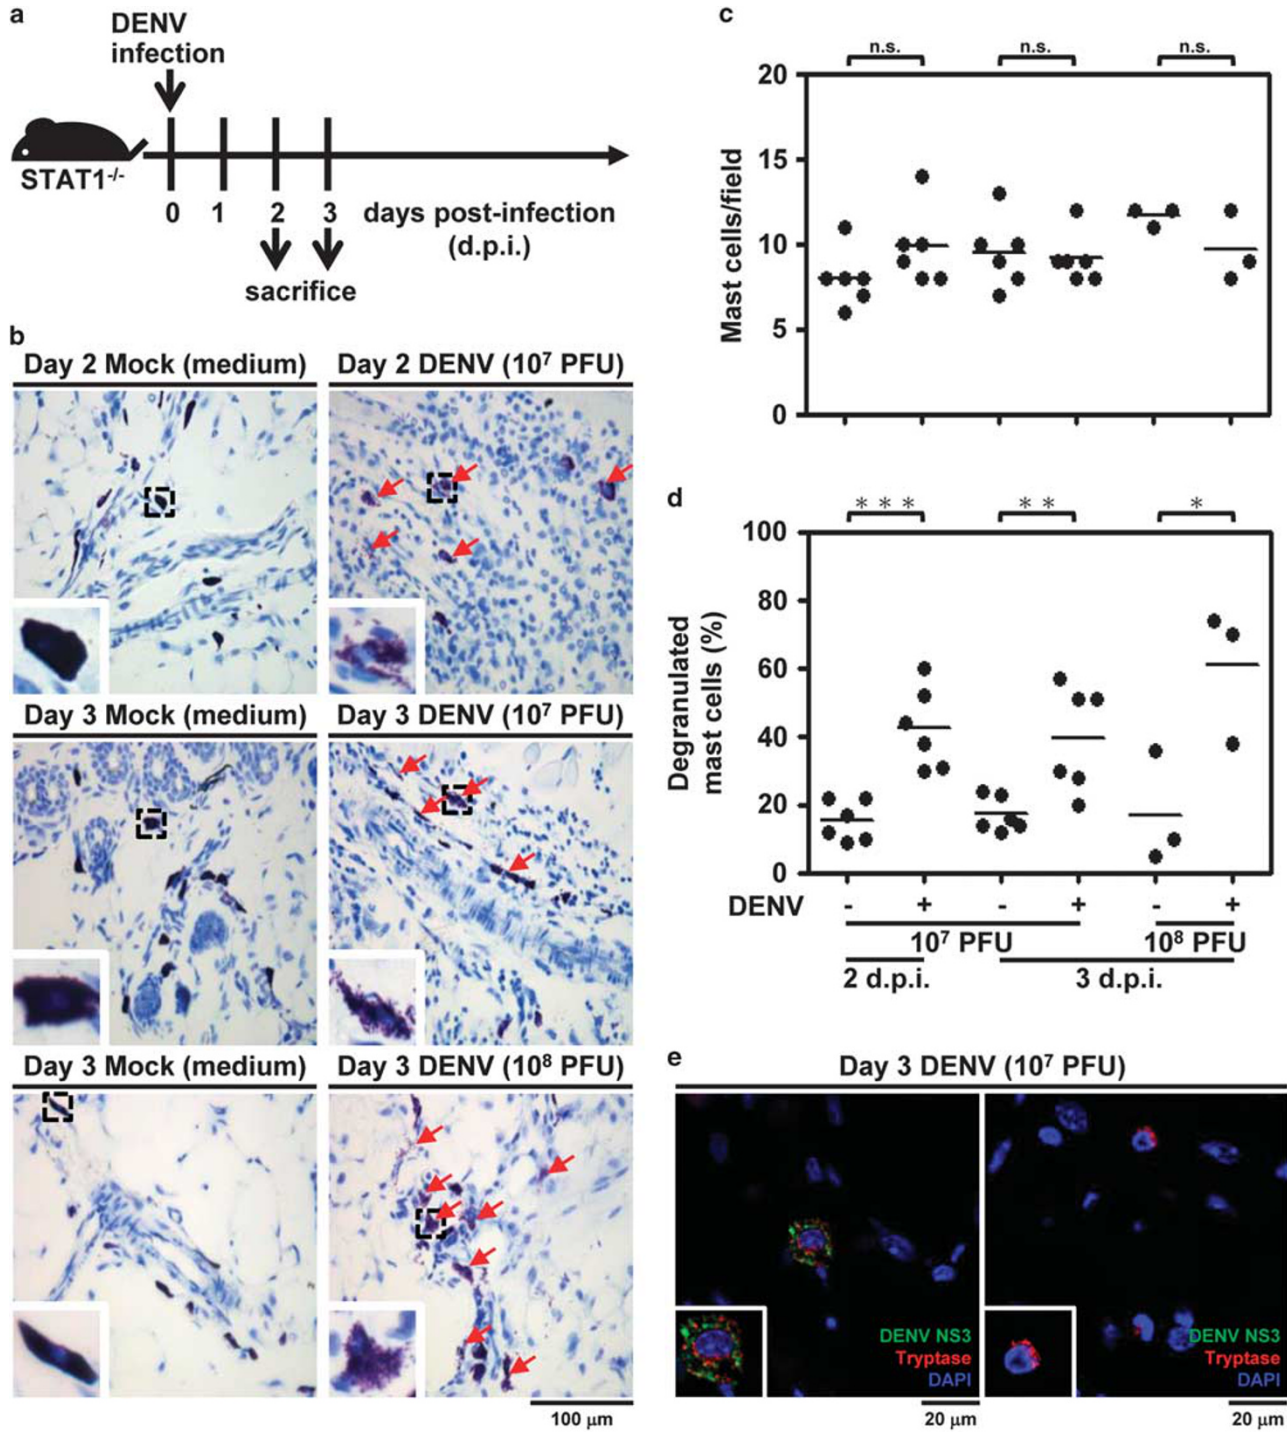 a
DENV
infection
STAT1-/-
0 1 2 3 days post-infection
(d.p.i.)
sacrifice
b
Day 2 Mock (medium) Day 2 DENV (10⁷ PFU)
Day 3 Mock (medium) Day 3 DENV (10⁷ PFU)
Day 3 Mock (medium) Day 3 DENV (10⁸ PFU)
100 µm
c
n.s. n.s. n.s.
20
15
10
5
0
Mast cells/field
d
*** ** *
100
80
60
40
20
0
Degranulated
mast cells (%)
DENV - + - + - +
10⁷ PFU 10⁸ PFU
2 d.p.i. 3 d.p.i.
e
Day 3 DENV (10⁷ PFU)
DENV NS3 DENV NS3
Tryptase Tryptase
DAPI DAPI
20 µm 20 µm